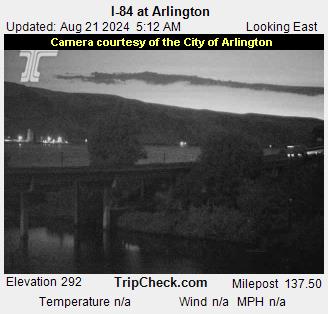 I-84 at Arlington
Updated: Aug 21 2024 5:12 AM Looking East
Camera courtesy of the City of Arlington
Elevation 292 TripCheck.com Milepost 137.50
Temperature n/a Wind n/a MPH n/a